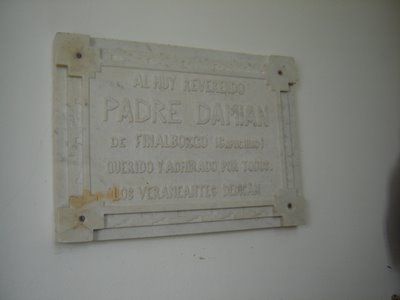 AL MUY REVERENDO
PADRE DAMIAN
DE FINALBORGO (Capuchino)
QUERIDO Y ADMIRADO POR TODOS.
LOS VERANEANTES DEDICAN